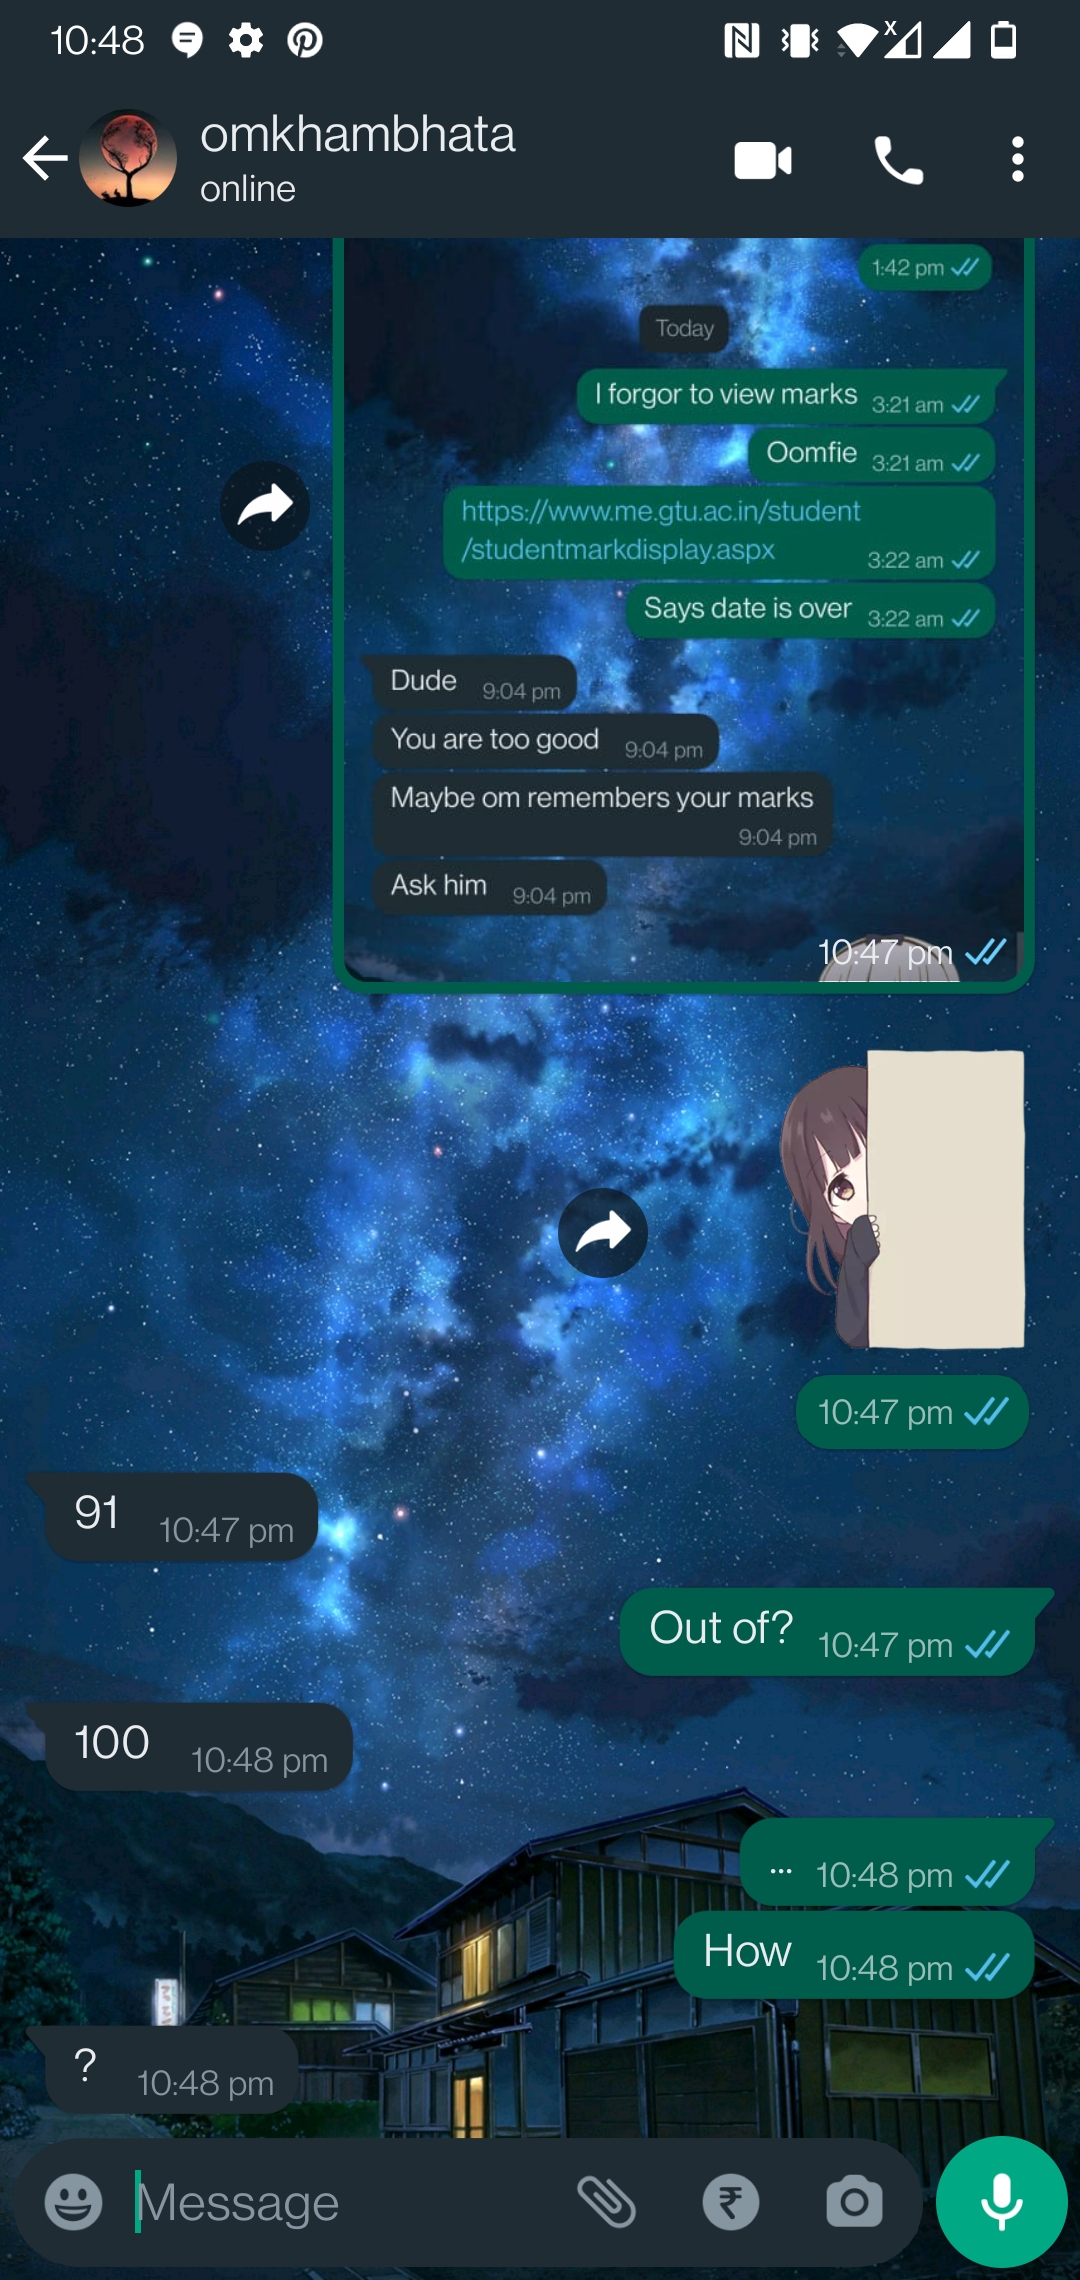 10:48
omkhambhata
online
1:42 pm
Today
I forgor to view marks 3:21 am
Oomfie 3:21 am
https://www.me.gtu.ac.in/student
/studentmarkdisplay.aspx 3:22 am
Says date is over 3:22 am
Dude 9:04 pm
You are too good 9:04 pm
Maybe om remembers your marks
9:04 pm
Ask him 9:04 pm
10:47 pm
10:47 pm
91 10:47 pm
Out of? 10:47 pm
100 10:48 pm
... 10:48 pm
How 10:48 pm
? 10:48 pm
Message